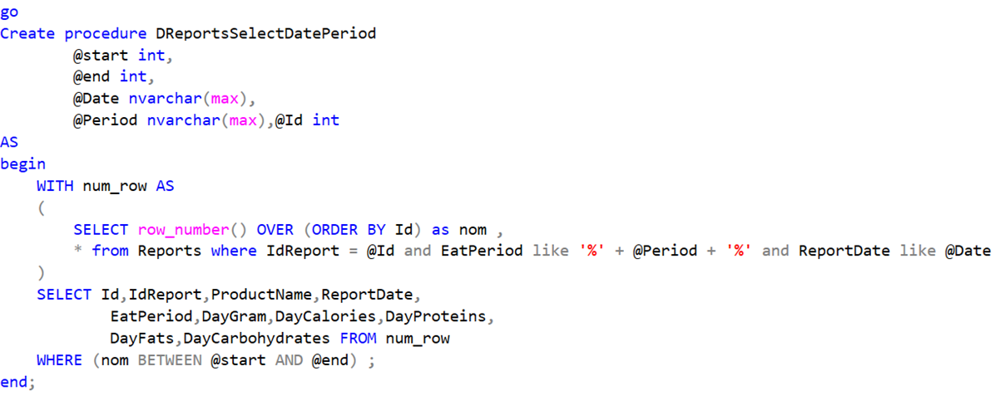 go
Create procedure DReportsSelectDatePeriod
@start int,
@end int,
@Date nvarchar(max),
@Period nvarchar(max),@Id int
AS
begin
WITH num_row AS
(
SELECT row_number() OVER (ORDER BY Id) as nom ,
* from Reports where IdReport = @Id and EatPeriod like '%' + @Period + '%' and ReportDate like @Date
)
SELECT Id,IdReport,ProductName,ReportDate,
EatPeriod,DayGram,DayCalories,DayProteins,
DayFats,DayCarbohydrates FROM num_row
WHERE (nom BETWEEN @start AND @end) ;
end;